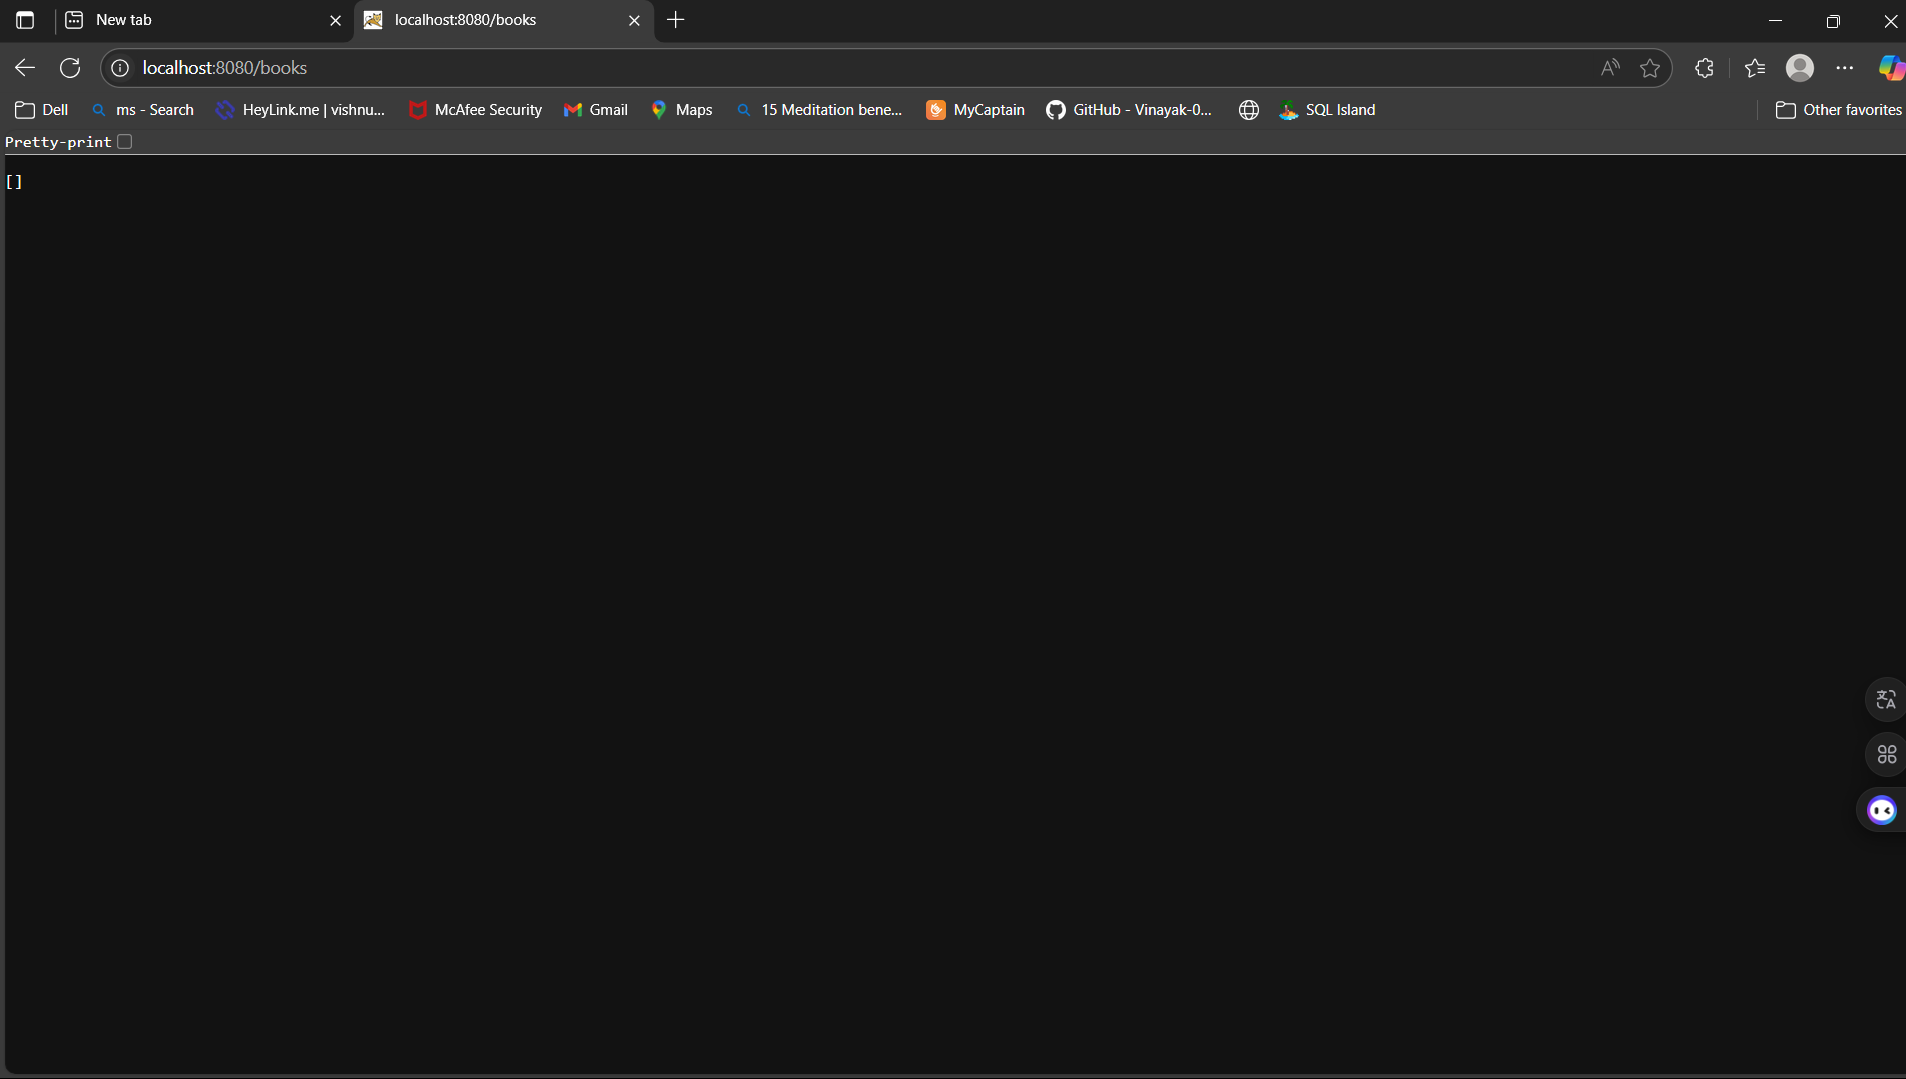 New tab
localhost:8080/books
localhost:8080/books
Dell ms - Search HeyLink.me | vishnu... McAfee Security Gmail Maps 15 Meditation bene... MyCaptain GitHub - Vinayak-0... SQL Island Other favorites
Pretty-print
[]